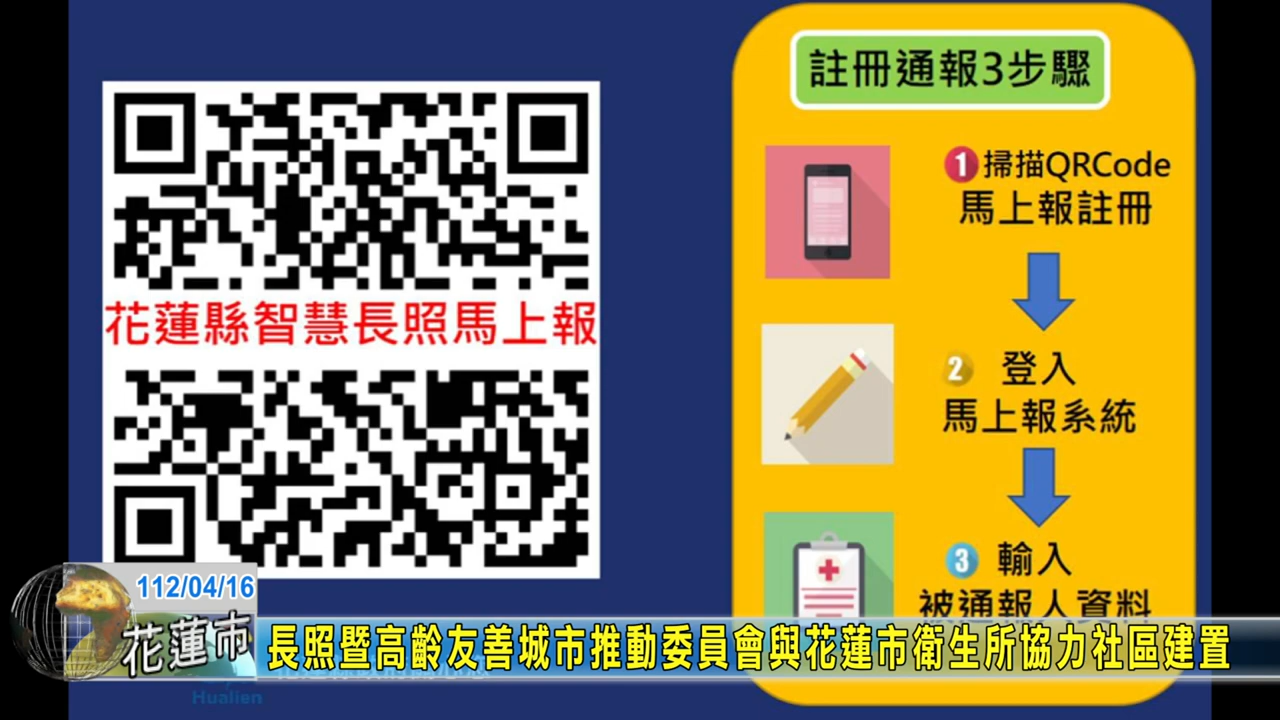 註冊通報3步驟
1 掃描QRCode
馬上報註冊
花蓮縣智慧長照馬上報
2 登入
馬上報系統
3 輸入
被通報人資料
112/04/16
花蓮市
長照暨高齡友善城市推動委員會與花蓮市衛生所協力社區建置
Hualien